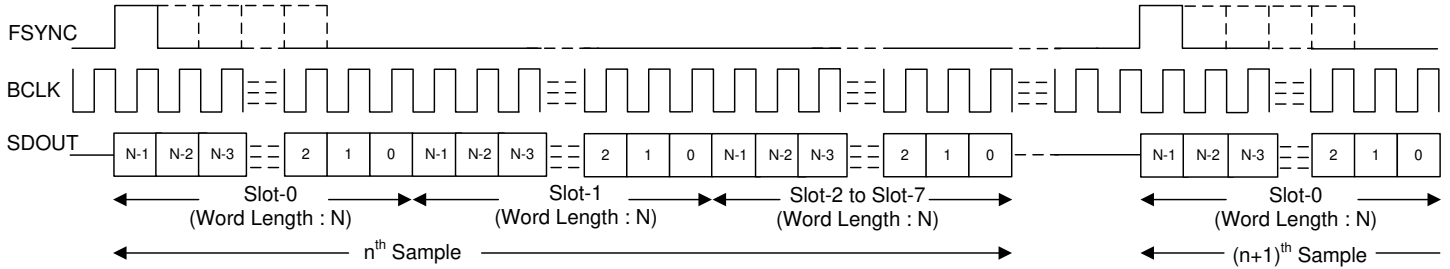 FSYNC
BCLK
SDOUT N-1 N-2 N-3 2 1 0 N-1 N-2 N-3 2 1 0 N-1 N-2 N-3 2 1 0 N-1 N-2 N-3 2 1 0
Slot-0 Slot-1 Slot-2 to Slot-7 Slot-0
(Word Length : N) (Word Length : N) (Word Length : N) (Word Length : N)
nth Sample (n+1)th Sample